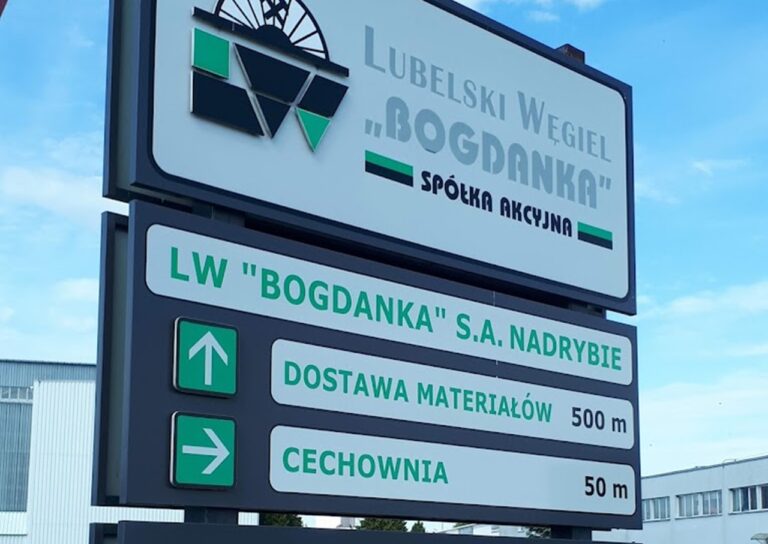 LUBELSKI WĘGIEL
„BOGDANKA”
SPÓŁKA AKCYJNA
LW "BOGDANKA" S.A. NADRYBIE
DOSTAWA MATERIAŁÓW 500 m
CECHOWNIA 50 m